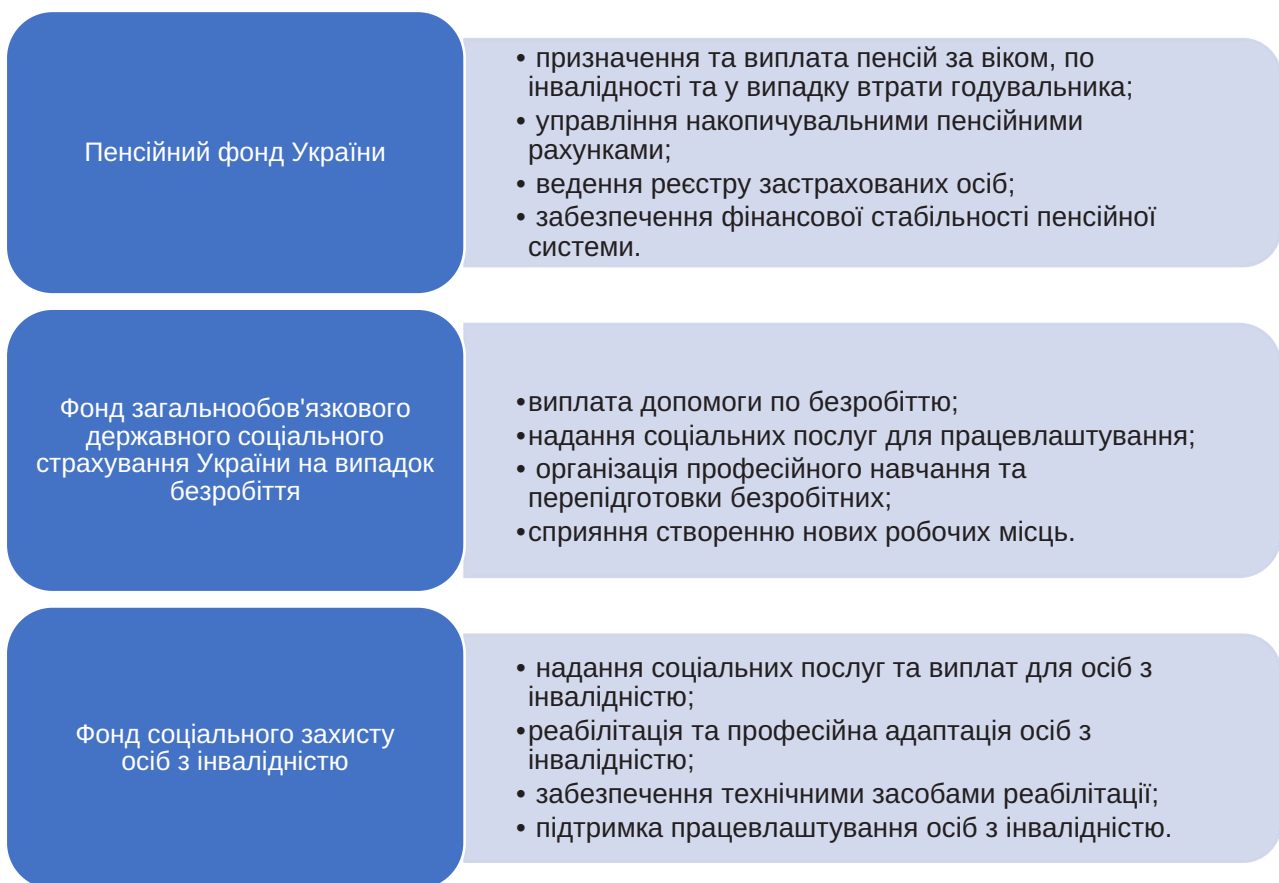 Пенсійний фонд України
• призначення та виплата пенсій за віком, по
інвалідності та у випадку втрати годувальника;
• управління накопичувальними пенсійними
рахунками;
• ведення реєстру застрахованих осіб;
• забезпечення фінансової стабільності пенсійної
системи.
Фонд загальнообов'язкового
державного соціального
страхування України на випадок
безробіття
•виплата допомоги по безробіттю;
•надання соціальних послуг для працевлаштування;
• організація професійного навчання та
перепідготовки безробітних;
•сприяння створенню нових робочих місць.
Фонд соціального захисту
осіб з інвалідністю
• надання соціальних послуг та виплат для осіб з
інвалідністю;
•реабілітація та професійна адаптація осіб з
інвалідністю;
• забезпечення технічними засобами реабілітації;
• підтримка працевлаштування осіб з інвалідністю.